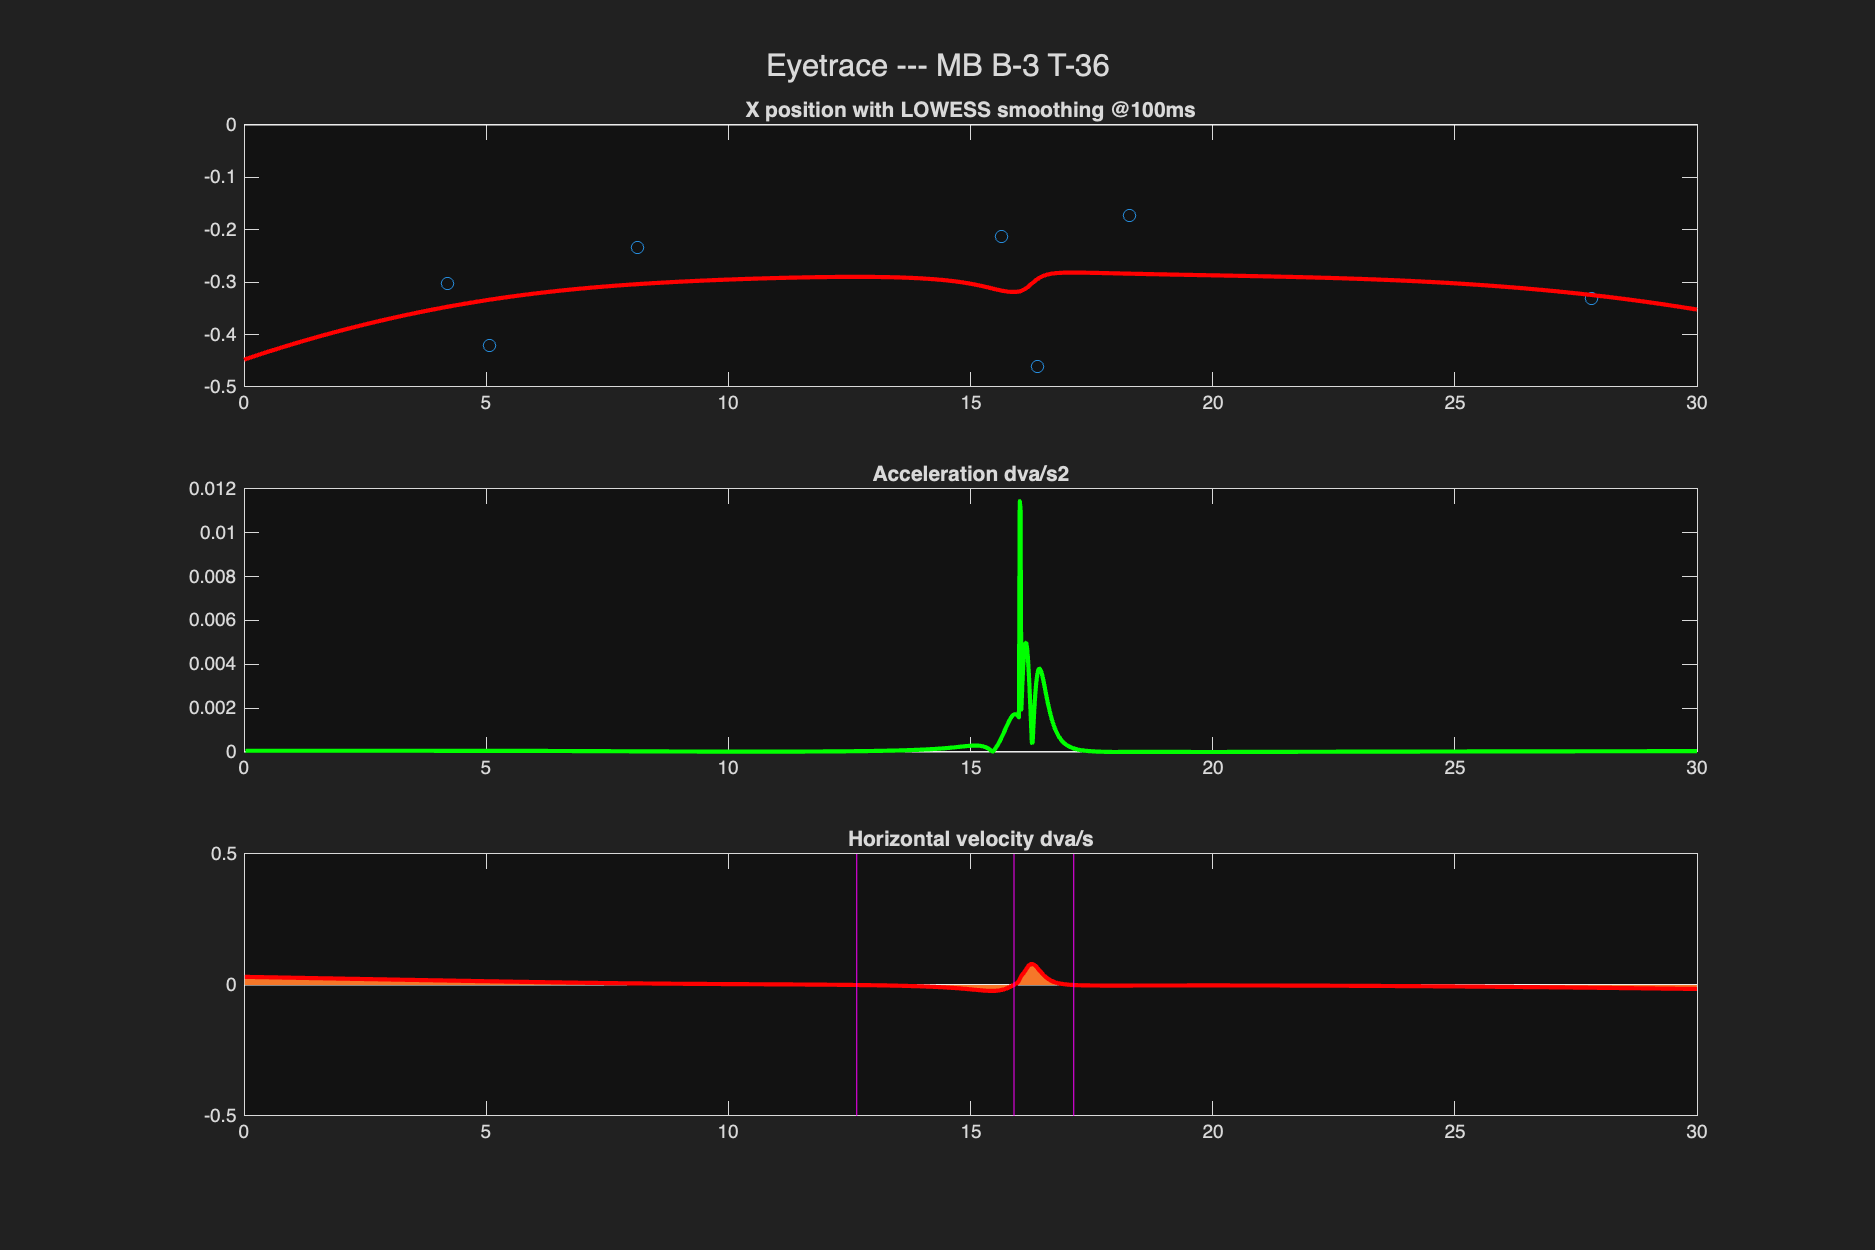 Eyetrace --- MB B-3 T-36
X position with LOWESS smoothing @100ms
0
-0.1
-0.2
-0.3
-0.4
-0.5
0 5 10 15 20 25 30
Acceleration dva/s2
0.012
0.01
0.008
0.006
0.004
0.002
0
0 5 10 15 20 25 30
Horizontal velocity dva/s
0.5
0
-0.5
0 5 10 15 20 25 30